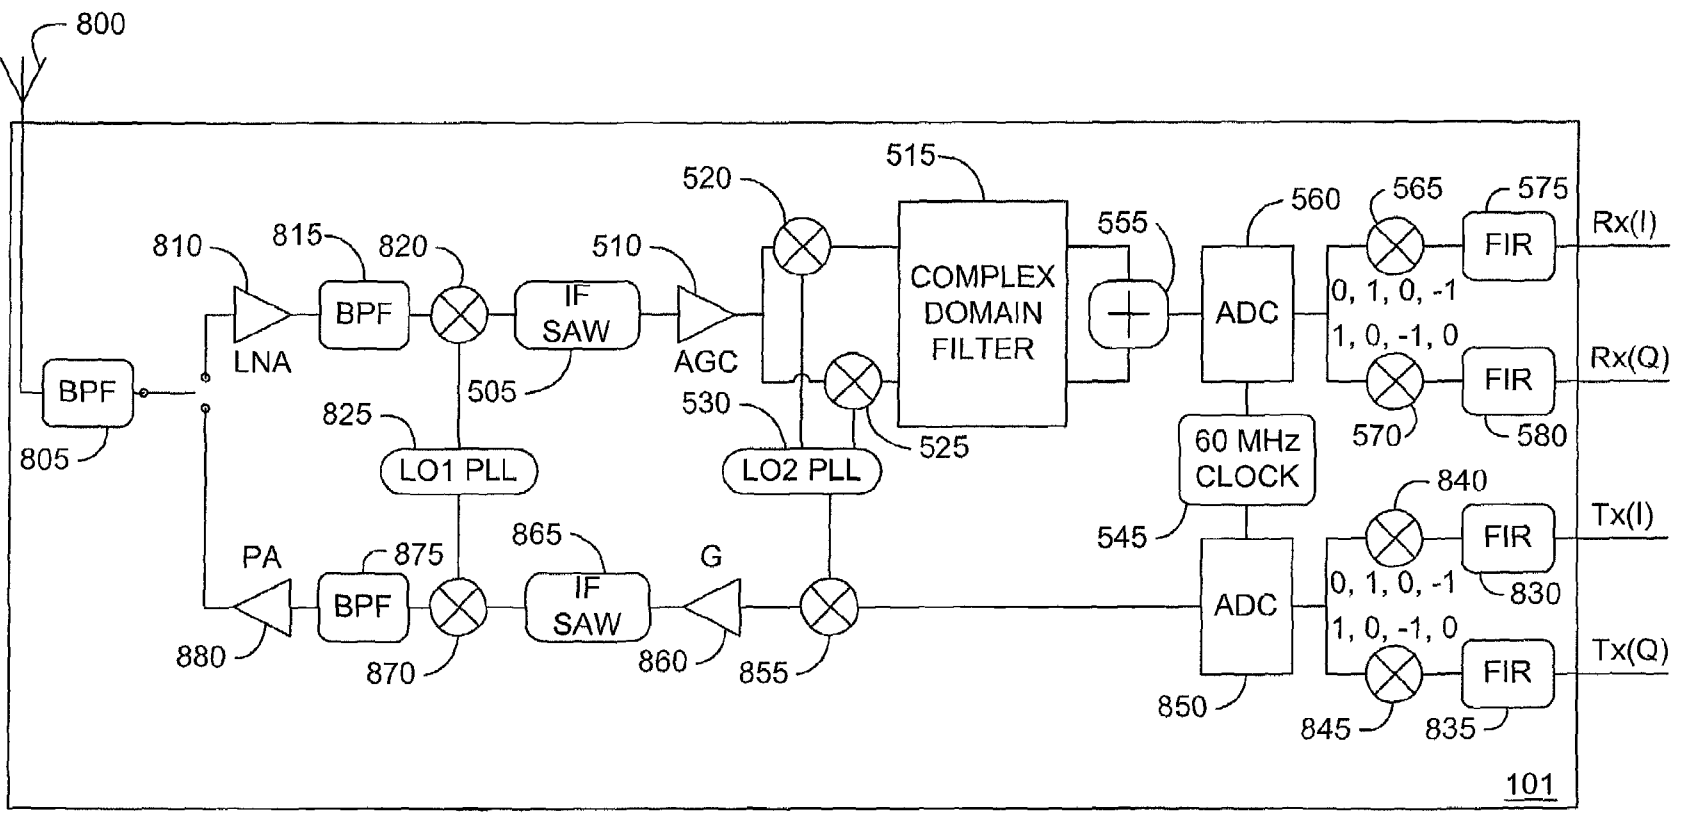 800
515
520
560
565
575
555
Rx(I)
810
815
820
510
FIR
COMPLEX
DOMAIN
FILTER
IF
SAW
BPF
ADC
0, 1, 0, -1
1, 0, -1, 0
LNA
AGC
Rx(Q)
BPF
505
530
FIR
825
525
570
580
805
LO1 PLL
LO2 PLL
60 MHz
CLOCK
840
545
Tx(I)
865
FIR
PA
875
G
IF
SAW
BPF
ADC
0, 1, 0, -1
830
1, 0, -1, 0
Tx(Q)
880
870
860
855
FIR
850
845
835
101